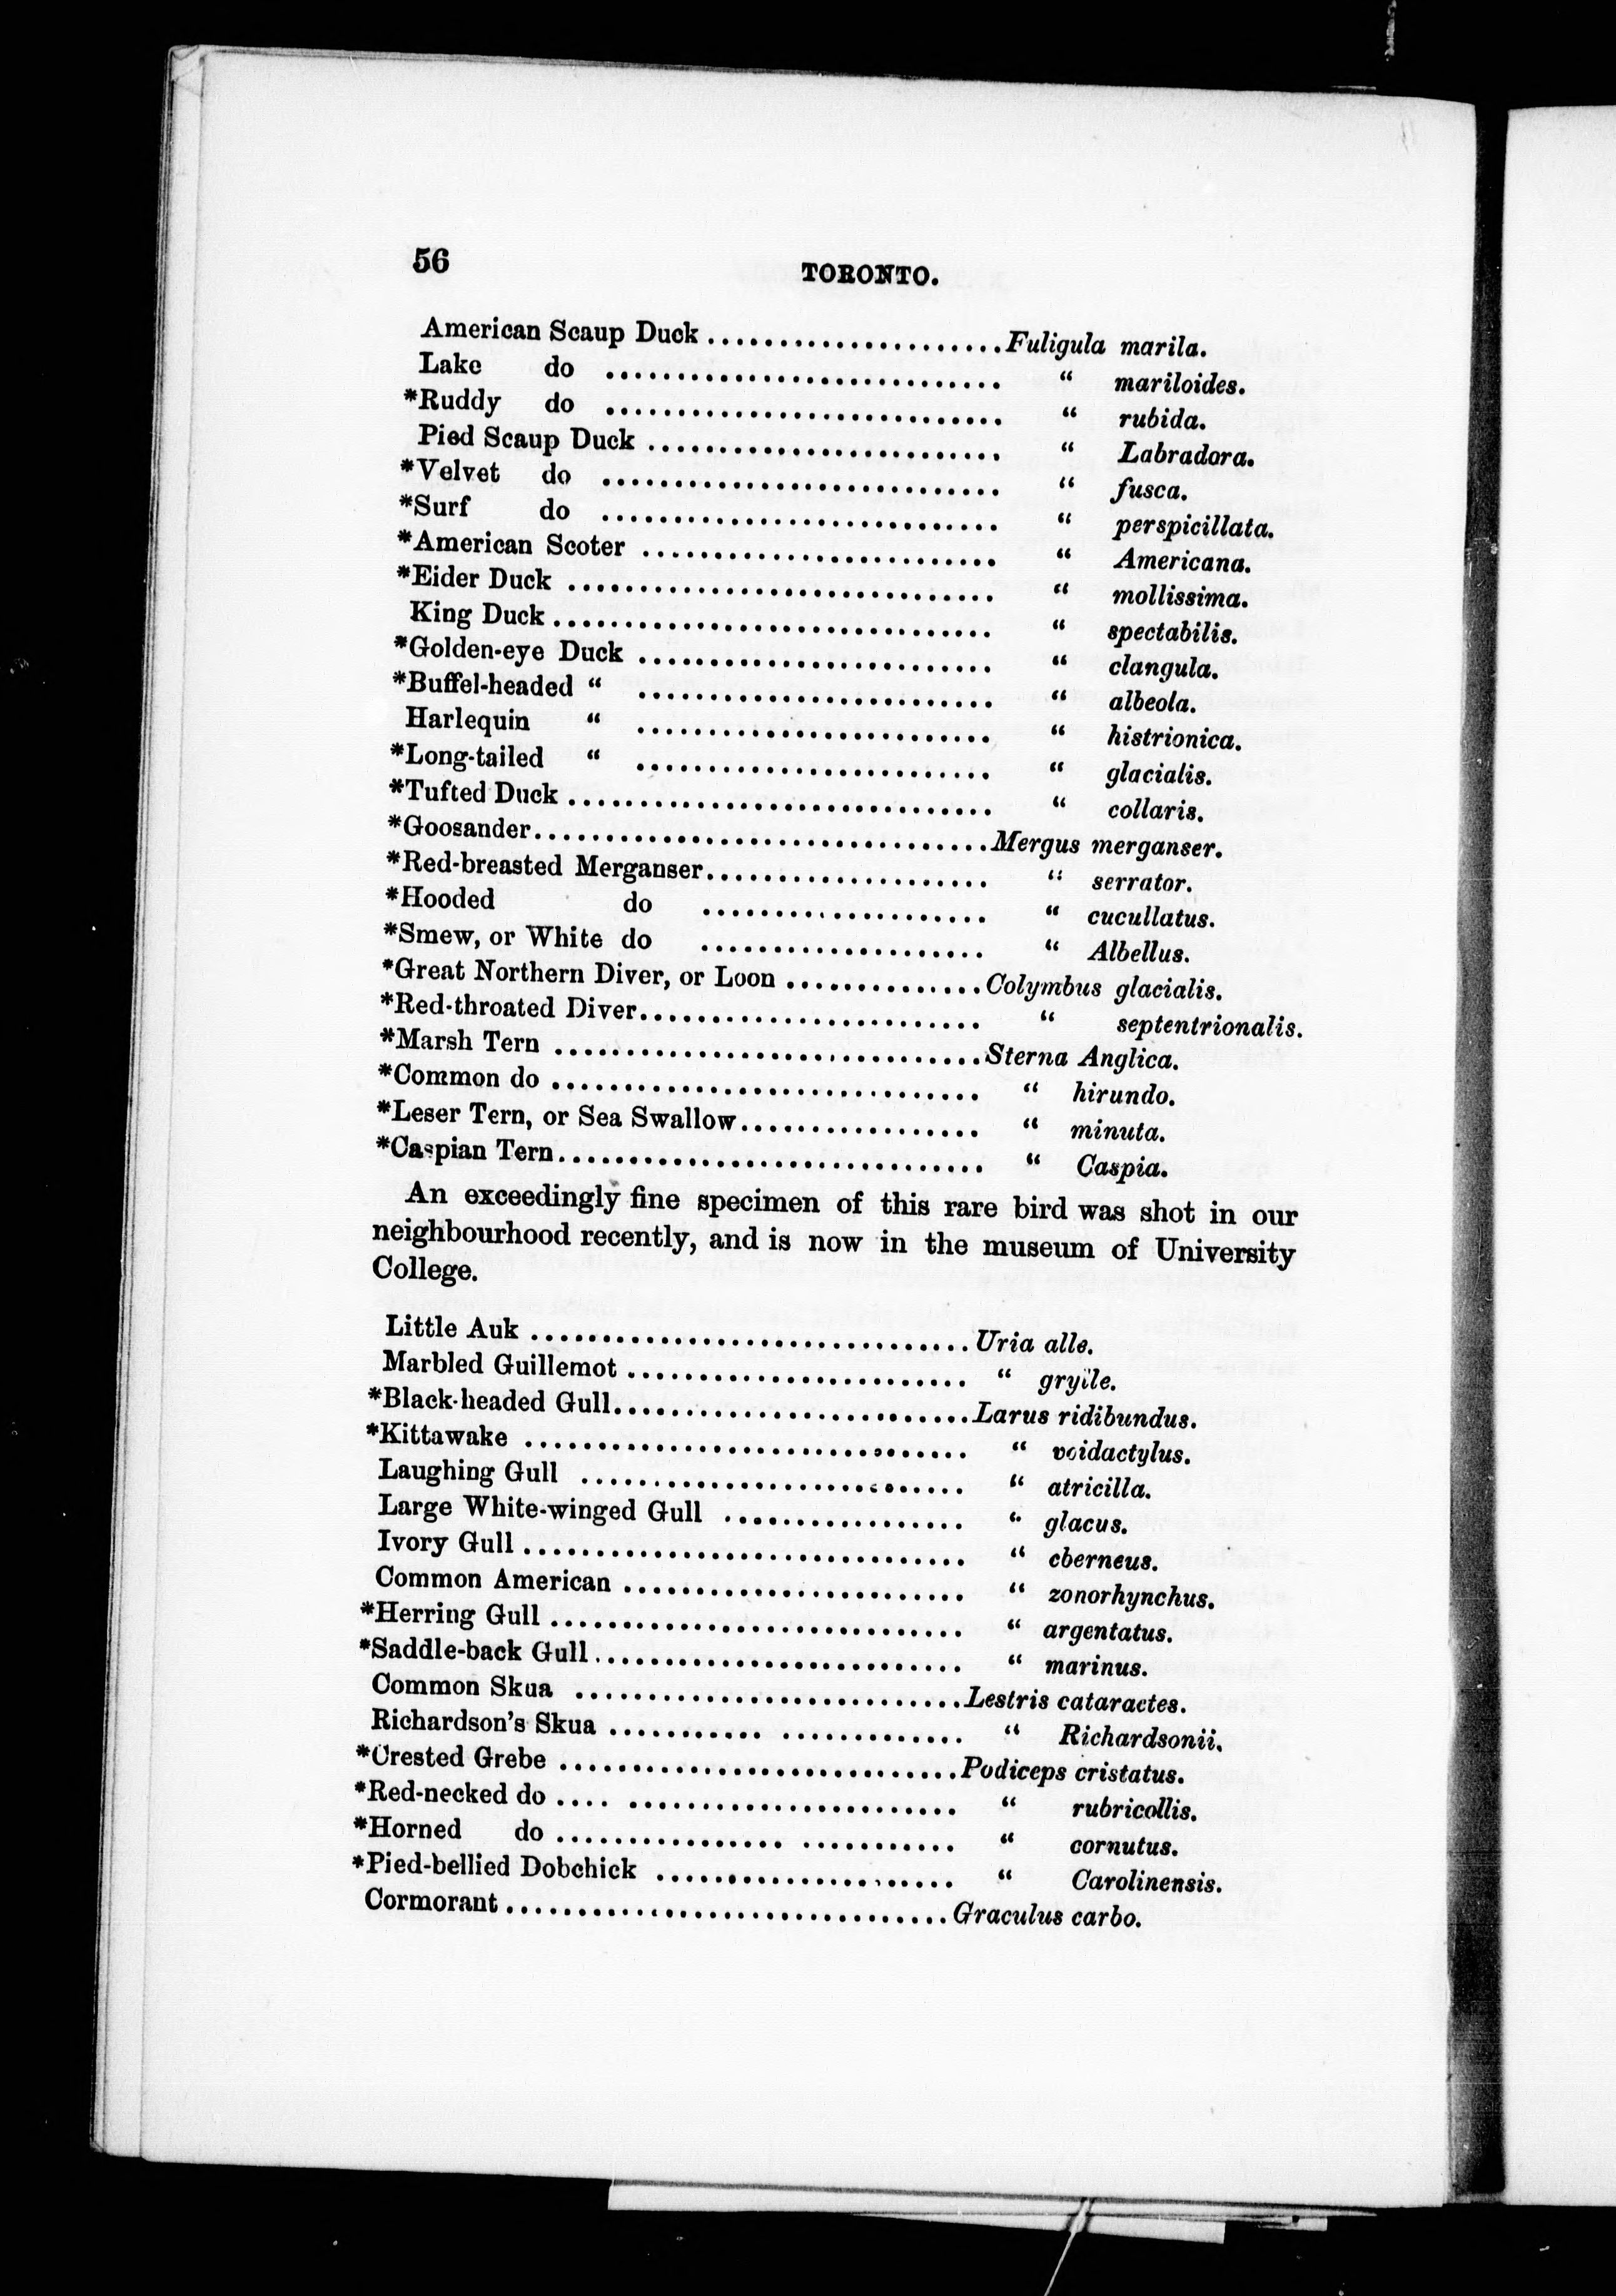 56
TORONTO.
American Scaup Duck ..................... Fuligula marila.
Lake do ............................ “ mariloides.
*Ruddy do ............................ “ rubida.
Pied Scaup Duck ......................... “ Labradora.
*Velvet do ............................ “ fusca.
*Surf do ............................ “ perspicillata.
*American Scoter ......................... “ Americana.
*Eider Duck .............................. “ mollissima.
King Duck ............................... “ spectabilis.
*Golden-eye Duck ......................... “ clangula.
*Buffel-headed “ ......................... “ albeola.
Harlequin “ ......................... “ histrionica.
*Long-tailed “ ......................... “ glacialis.
*Tufted Duck .............................. “ collaris.
*Goosander................................ Mergus merganser.
*Red-breasted Merganser.................... “ serrator.
*Hooded do .................... “ cucullatus.
*Smew, or White do .................... “ Albellus.
*Great Northern Diver, or Loon .............. Colymbus glacialis.
*Red-throated Diver........................ “ septentrionalis.
*Marsh Tern .............................. Sterna Anglica.
*Common do .............................. “ hirundo.
*Leser Tern, or Sea Swallow................. “ minuta.
*Caspian Tern.............................. “ Caspia.
An exceedingly fine specimen of this rare bird was shot in our
neighbourhood recently, and is now in the museum of University
College.
Little Auk ............................... Uria alle.
Marbled Guillemot ........................ “ grylle.
*Black-headed Gull......................... Larus ridibundus.
*Kittawake ............................... “ voidactylus.
Laughing Gull ........................... “ atricilla.
Large White-winged Gull ................. “ glacus.
Ivory Gull ............................... “ cberneus.
Common American ........................ “ zonorhynchus.
*Herring Gull ............................. “ argentatus.
*Saddle-back Gull.......................... “ marinus.
Common Skua ........................... Lestris cataractes.
Richardson's Skua ........... ............. “ Richardsonii.
*Crested Grebe ............................ Podiceps cristatus.
*Red-necked do .... ....................... “ rubricollis.
*Horned do ................ ........... “ cornutus.
*Pied-bellied Dobchick ..................... “ Carolinensis.
Cormorant ............................... Graculus carbo.